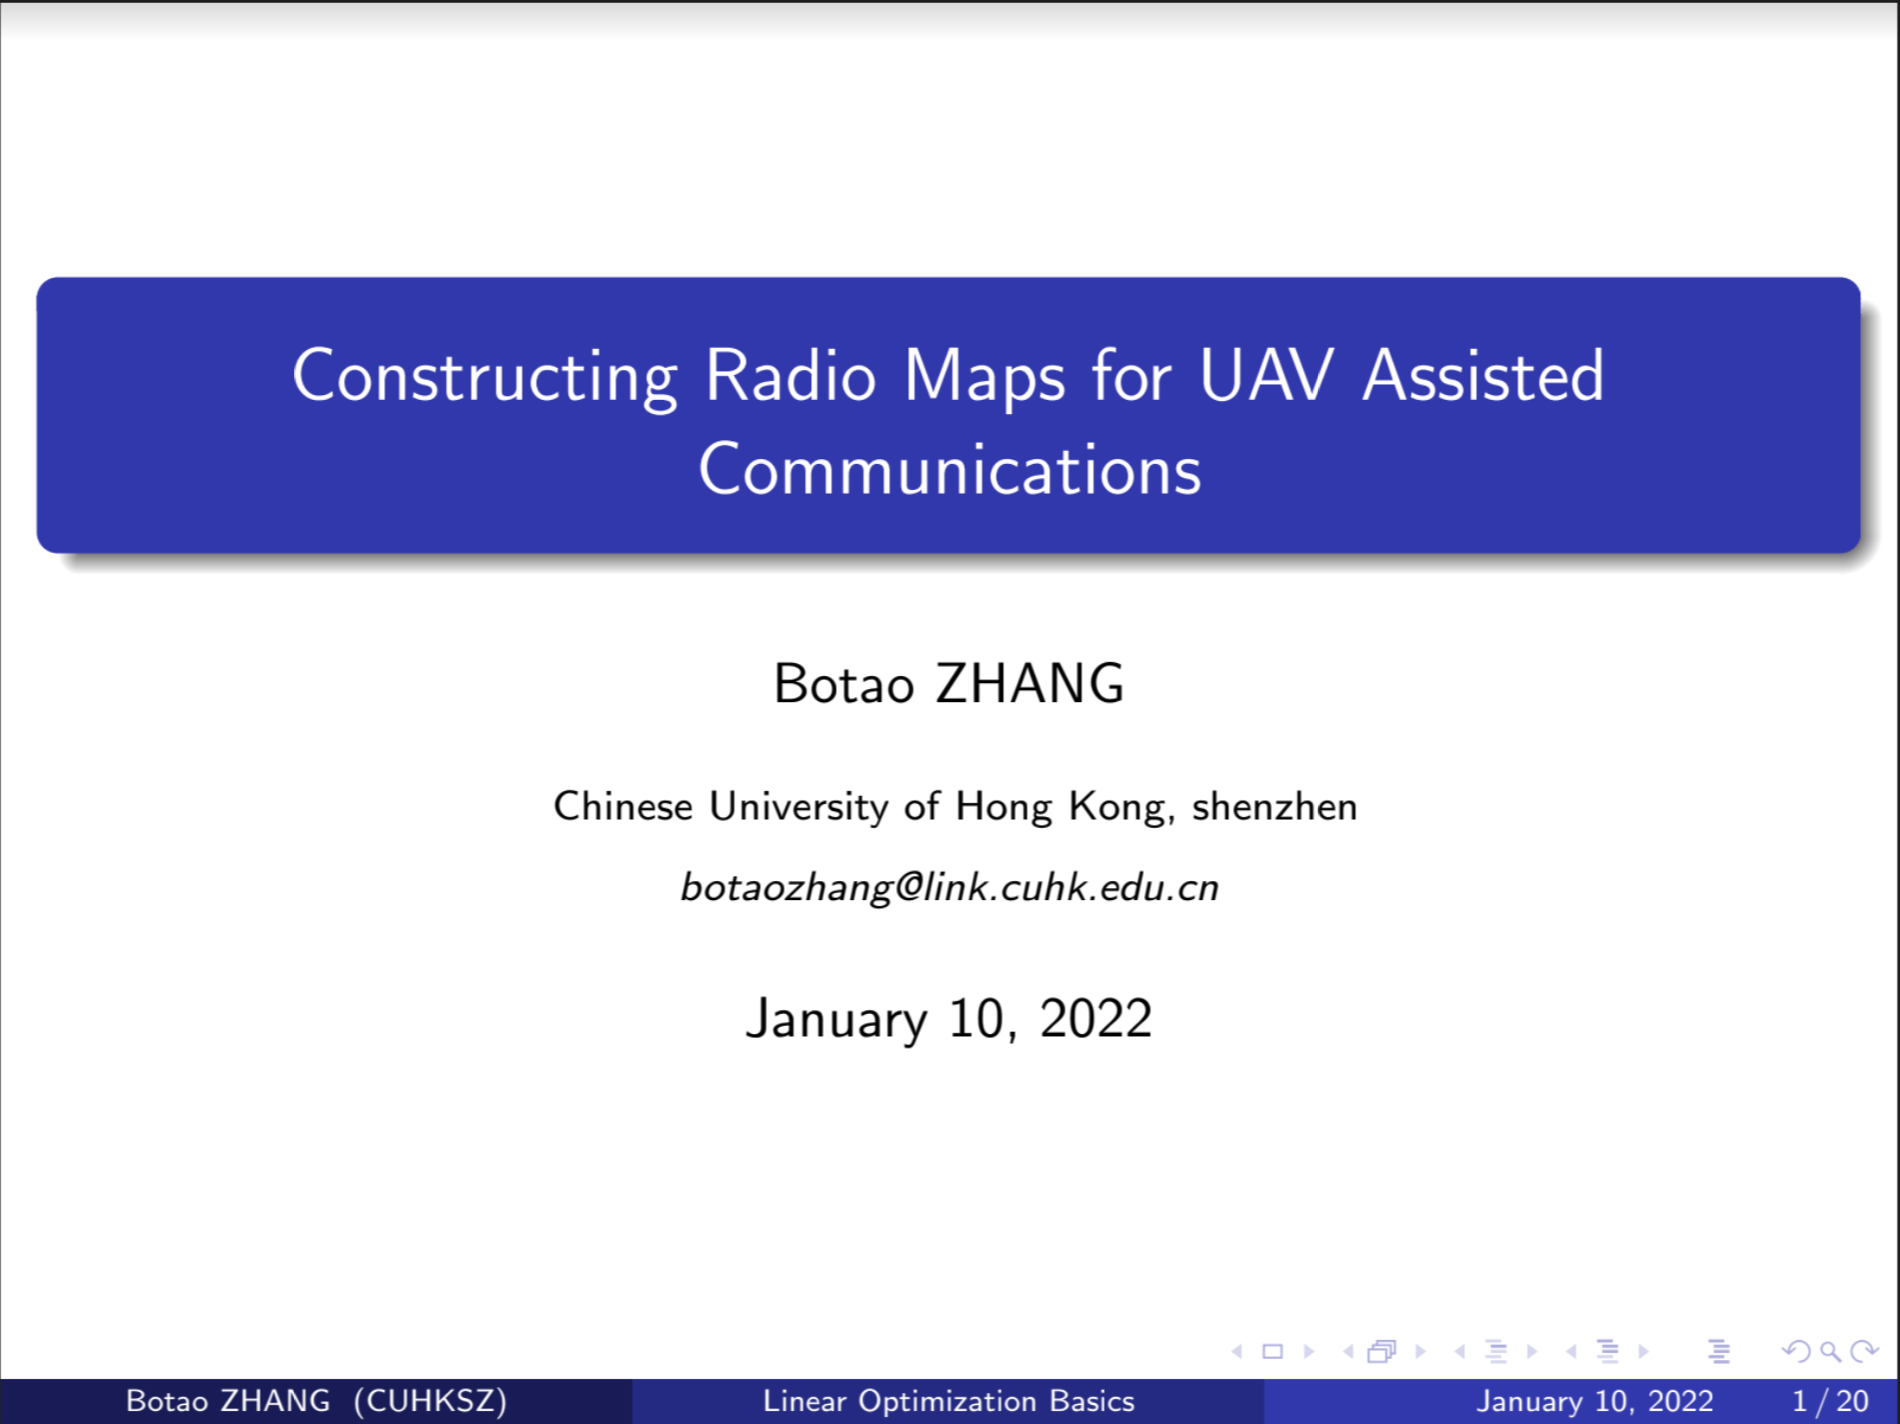 Constructing Radio Maps for UAV Assisted
Communications
Botao ZHANG
Chinese University of Hong Kong, shenzhen
botaozhang@link.cuhk.edu.cn
January 10, 2022
Botao ZHANG (CUHKSZ) Linear Optimization Basics January 10, 2022 1 / 20